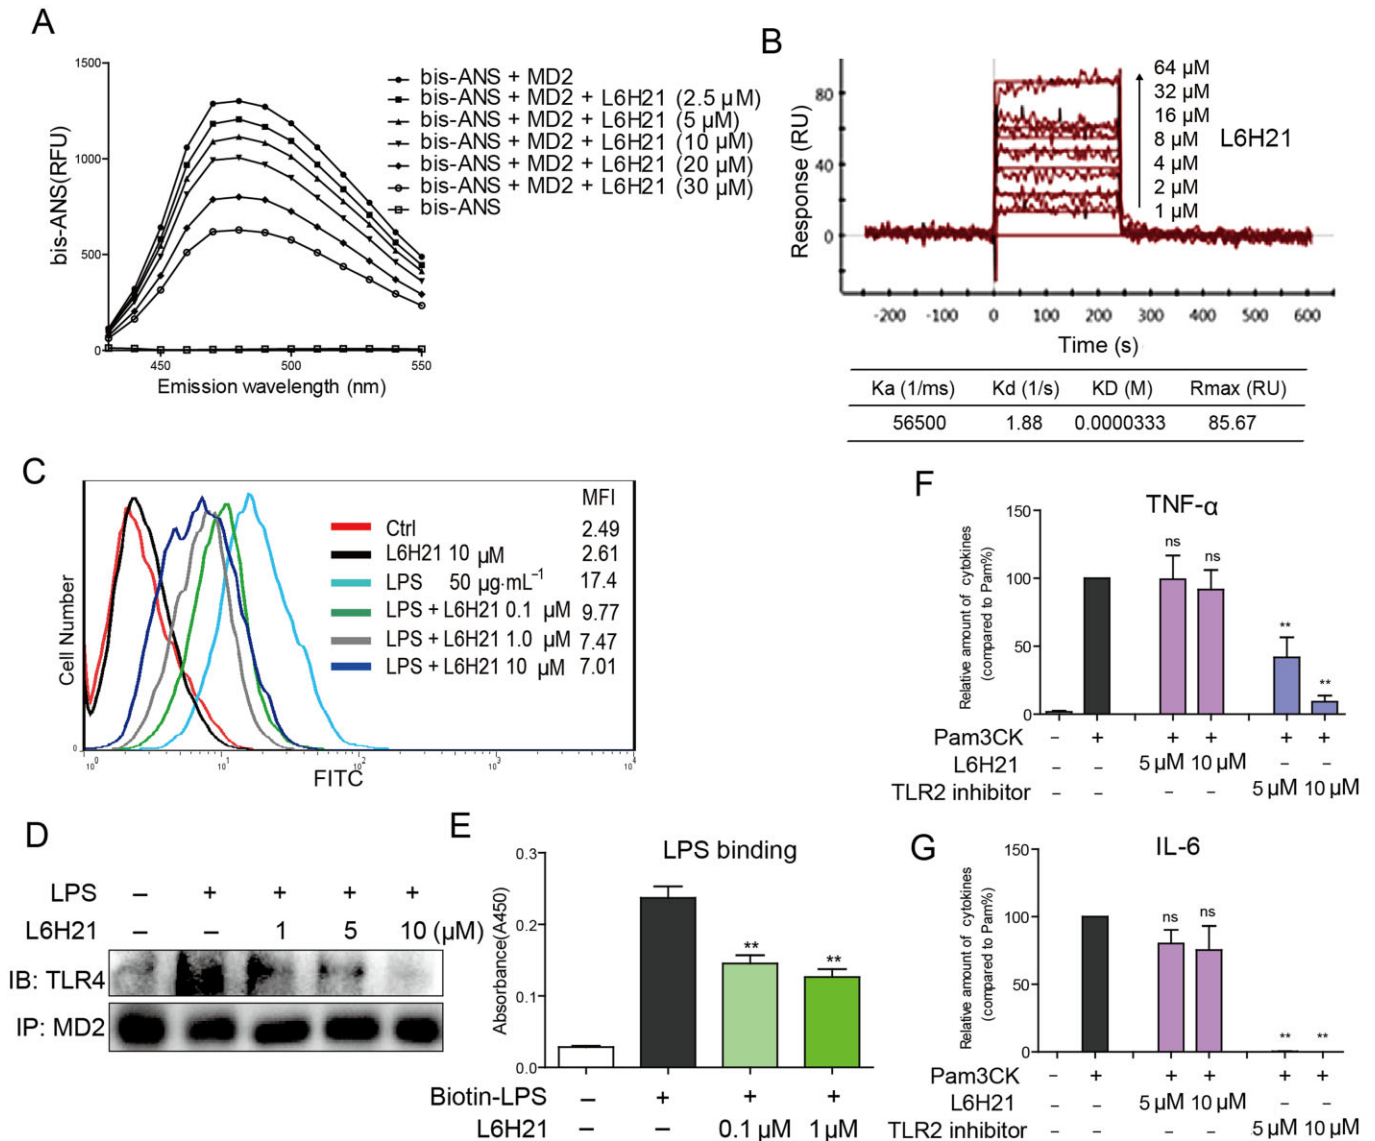 A
1500
1000
500
0
bis-ANS(RFU)
450
500
550
Emission wavelength (nm)
bis-ANS + MD2
bis-ANS + MD2 + L6H21 (2.5 μM)
bis-ANS + MD2 + L6H21 (5 μM)
bis-ANS + MD2 + L6H21 (10 μM)
bis-ANS + MD2 + L6H21 (20 μM)
bis-ANS + MD2 + L6H21 (30 μM)
bis-ANS
B
80
40
0
Response (RU)
-200 -100 0 100 200 300 400 500 600
Time (s)
64 μM
32 μM
16 μM
8 μM
4 μM
2 μM
1 μM
L6H21
Ka (1/ms) Kd (1/s) KD (M) Rmax (RU)
56500 1.88 0.0000333 85.67
C
Cell Number
0
10⁰ 10¹ 10² 10³ 10⁴
FITC
MFI
Ctrl 2.49
L6H21 10 μM 2.61
LPS 50 μg·mL⁻¹ 17.4
LPS + L6H21 0.1 μM 9.77
LPS + L6H21 1.0 μM 7.47
LPS + L6H21 10 μM 7.01
D
LPS – + + + +
L6H21 – – 1 5 10 (μM)
IB: TLR4
IP: MD2
E
LPS binding
0.3
0.2
0.1
0.0
Absorbance(A450)
** **
Biotin-LPS – + + +
L6H21 – – 0.1 μM 1μM
F
TNF-α
150
100
50
0
Relative amount of cytokines
(compared to Pam%)
ns ns ** **
Pam3CK – + + + + +
L6H21 – – 5 μM 10 μM – –
TLR2 inhibitor – – – – 5 μM 10 μM
G
IL-6
150
100
50
0
Relative amount of cytokines
(compared to Pam%)
ns ns ** **
Pam3CK – + + + + +
L6H21 – – 5 μM 10 μM – –
TLR2 inhibitor – – – – 5 μM 10 μM